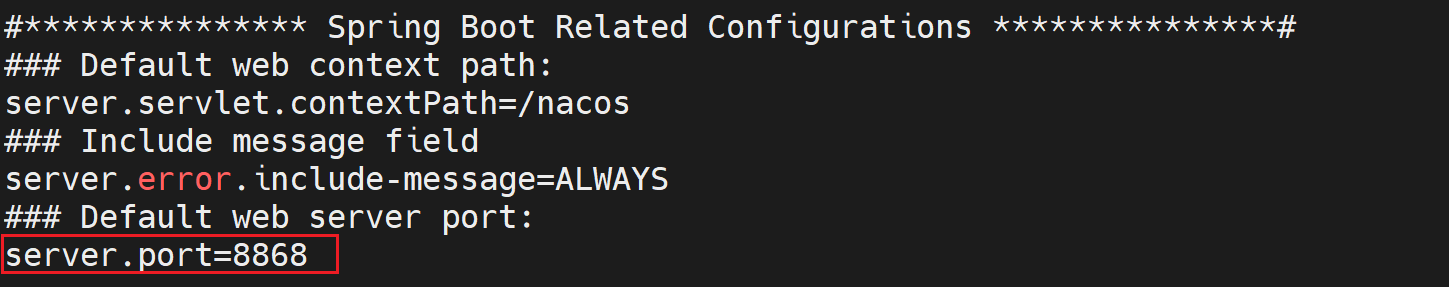 #*************** Spring Boot Related Configurations ***************#
### Default web context path:
server.servlet.contextPath=/nacos
### Include message field
server.error.include-message=ALWAYS
### Default web server port:
server.port=8868